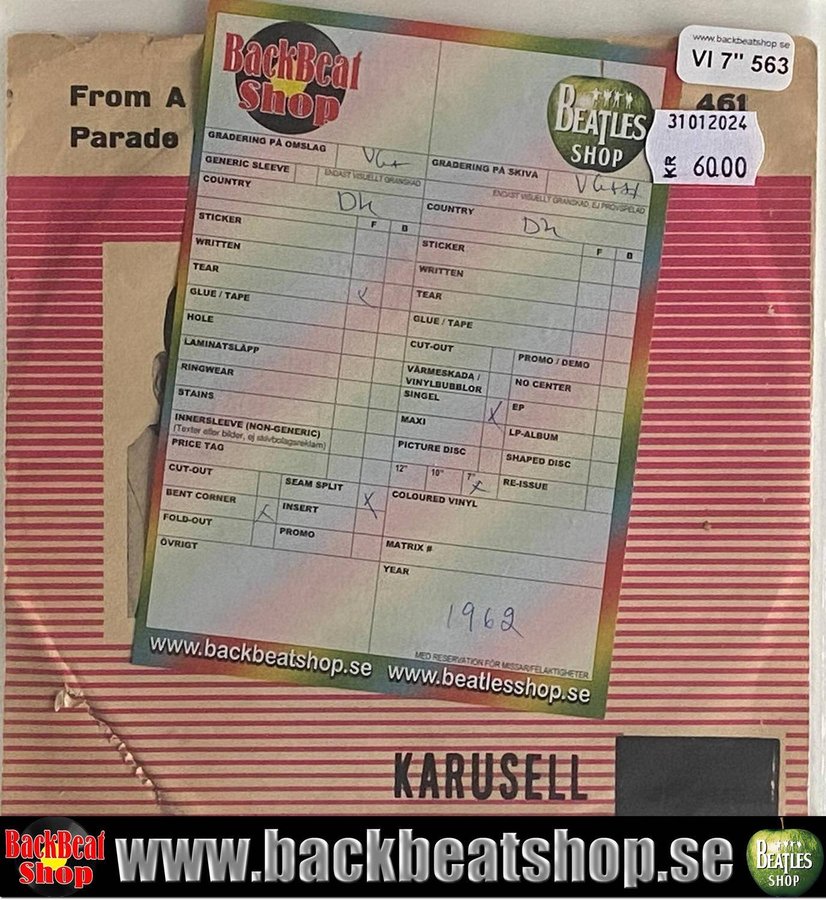 www.backbeatshop.se
VI 7" 563
From A
Parade
461
31012024
KR 60.00
BackBeat
Shop
BEATLES
SHOP
GRADERING PÅ OMSLAG
VG+
ENDAST VISUELLT GRANSKAD
GENERIC SLEEVE
COUNTRY
Dk
F B
STICKER
WRITTEN
TEAR
GLUE / TAPE
HOLE
LAMINATSLÄPP
RINGWEAR
STAINS
INNERSLEEVE (NON-GENERIC)
(Texter eller bilder, ej skivbolagsreklam)
PRICE TAG
CUT-OUT
SEAM SPLIT
X
BENT CORNER
X
INSERT
FOLD-OUT
PROMO
ÖVRIGT
GRADERING PÅ SKIVA
ENDAST VISUELLT GRANSKAD, EJ PROVSPELAD
COUNTRY
Dk
F B
STICKER
WRITTEN
TEAR
GLUE / TAPE
CUT-OUT
PROMO / DEMO
VÄRMESKADA /
VINYLBUBBLOR
NO CENTER
SINGEL
X
EP
MAXI
LP-ALBUM
PICTURE DISC
SHAPED DISC
12" 10" 7"
X
RE-ISSUE
COLOURED VINYL
MATRIX #
YEAR
1962
MED RESERVATION FÖR MISSAR/FELAKTIGHETER
www.backbeatshop.se www.beatlesshop.se
KARUSELL
BackBeat
Shop
www.backbeatshop.se
BEATLES
SHOP